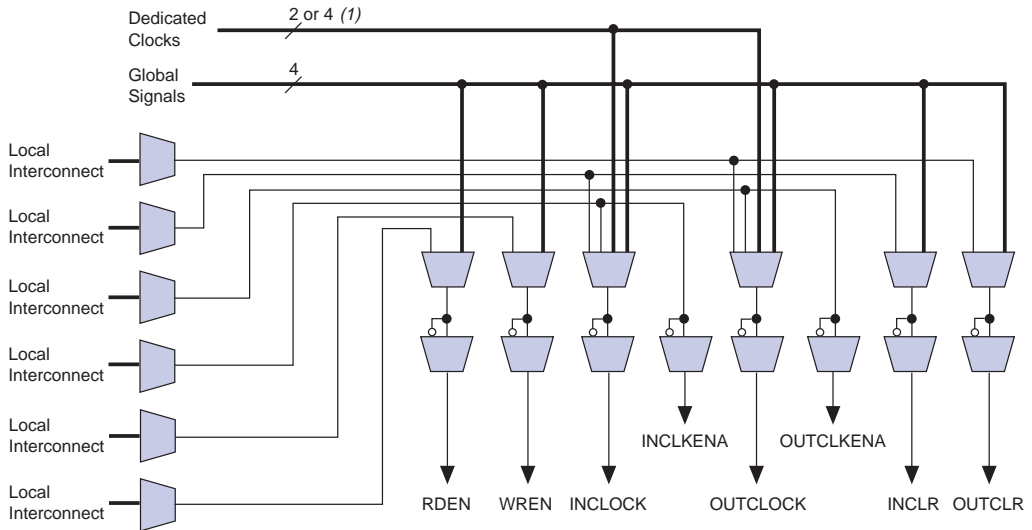 Dedicated
Clocks
2 or 4 (1)
Global
Signals
4
Local
Interconnect
Local
Interconnect
Local
Interconnect
Local
Interconnect
Local
Interconnect
Local
Interconnect
INCLKENA
OUTCLKENA
RDEN
WREN
INCLOCK
OUTCLOCK
INCLR
OUTCLR